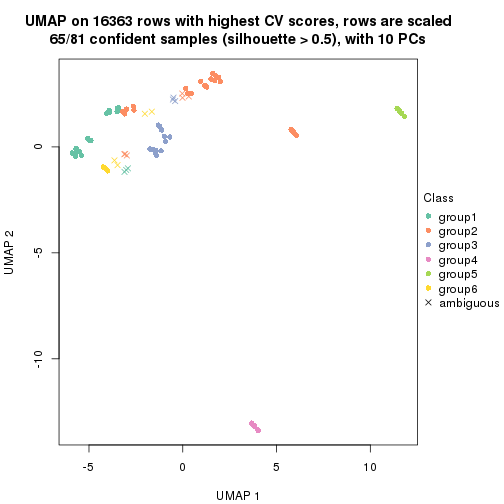 UMAP on 16363 rows with highest CV scores, rows are scaled
65/81 confident samples (silhouette > 0.5), with 10 PCs
0
-5
-10
UMAP 2
-5
0
5
10
UMAP 1
Class
group1
group2
group3
group4
group5
group6
ambiguous